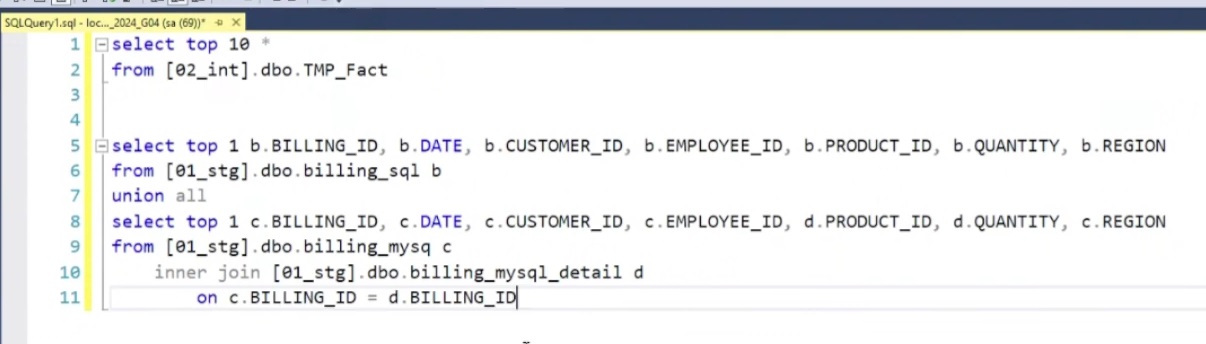 SQLQuery1.sql - loc..._2024_G04 (sa (69))*
1 select top 10 *
2 from [02_int].dbo.TMP_Fact
3
4
5 select top 1 b.BILLING_ID, b.DATE, b.CUSTOMER_ID, b.EMPLOYEE_ID, b.PRODUCT_ID, b.QUANTITY, b.REGION
6 from [01_stg].dbo.billing_sql b
7 union all
8 select top 1 c.BILLING_ID, c.DATE, c.CUSTOMER_ID, c.EMPLOYEE_ID, d.PRODUCT_ID, d.QUANTITY, c.REGION
9 from [01_stg].dbo.billing_mysq c
10 inner join [01_stg].dbo.billing_mysql_detail d
11 on c.BILLING_ID = d.BILLING_ID